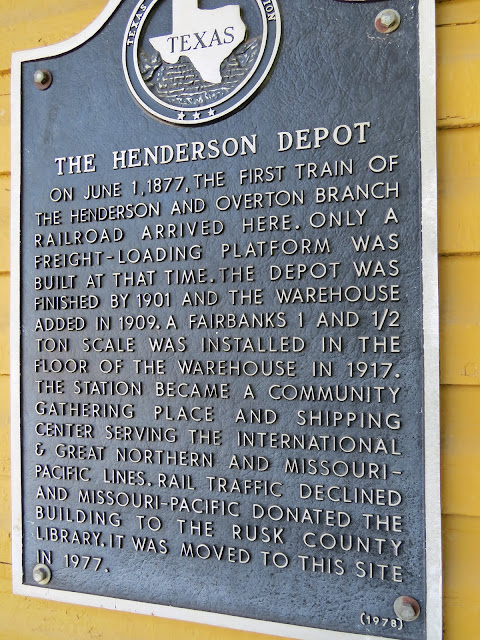 TEXAS
TEXAS
THE HENDERSON DEPOT
ON JUNE 1, 1877, THE FIRST TRAIN OF
THE HENDERSON AND OVERTON BRANCH
RAILROAD ARRIVED HERE. ONLY A
FREIGHT-LOADING PLATFORM WAS
BUILT AT THAT TIME. THE DEPOT WAS
FINISHED BY 1901 AND THE WAREHOUSE
ADDED IN 1909. A FAIRBANKS 1 AND 1/2
TON SCALE WAS INSTALLED IN THE
FLOOR OF THE WAREHOUSE IN 1917.
THE STATION BECAME A COMMUNITY
GATHERING PLACE AND SHIPPING
CENTER SERVING THE INTERNATIONAL
& GREAT NORTHERN AND MISSOURI-
PACIFIC LINES. RAIL TRAFFIC DECLINED
AND MISSOURI-PACIFIC DONATED THE
BUILDING TO THE RUSK COUNTY
LIBRARY. IT WAS MOVED TO THIS SITE
IN 1977.
(1978)